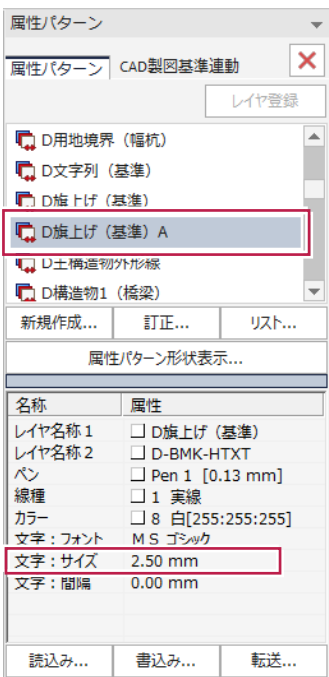 属性パターン
属性パターン CAD製図基準連動
レイヤ登録
D用地境界（幅杭）
D文字列（基準）
D旗上げ（基準）
D旗上げ（基準）A
D主構造物外形線
D構造物1（橋梁）
新規作成... 訂正... リスト...
属性パターン形状表示...
名称 属性
レイヤ名称1 D旗上げ（基準）
レイヤ名称2 D-BMK-HTXT
ペン Pen 1 [0.13 mm]
線種 1 実線
カラー 8 白[255:255:255]
文字：フォント ＭＳ ゴシック
文字：サイズ 2.50 mm
文字：間隔 0.00 mm
読込み... 書込み... 転送...